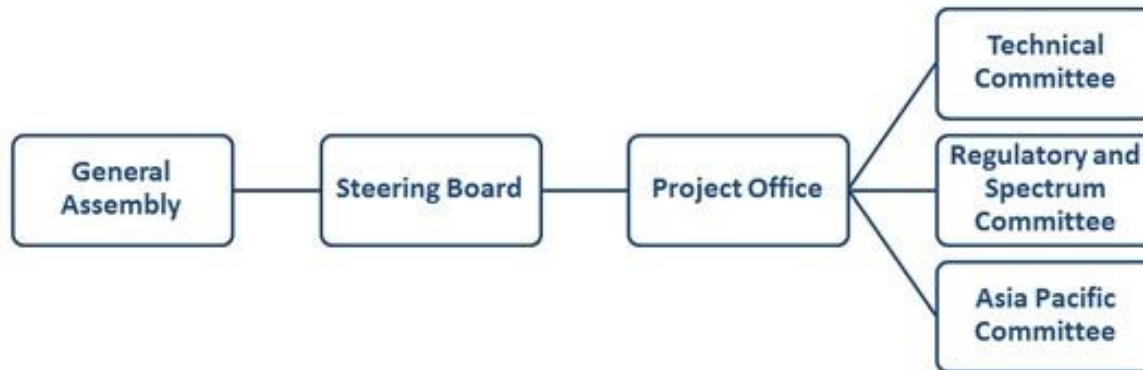 General
Assembly
Steering Board
Project Office
Technical
Committee
Regulatory and
Spectrum
Committee
Asia Pacific
Committee